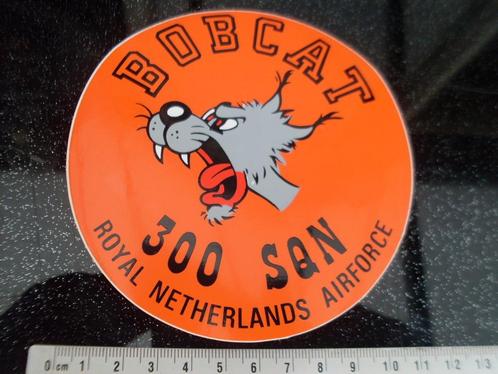 BOBCAT
300 SQN
ROYAL NETHERLANDS AIRFORCE
0 cm 1 2 3 4 5 6 7 8 9 10 11 12 13